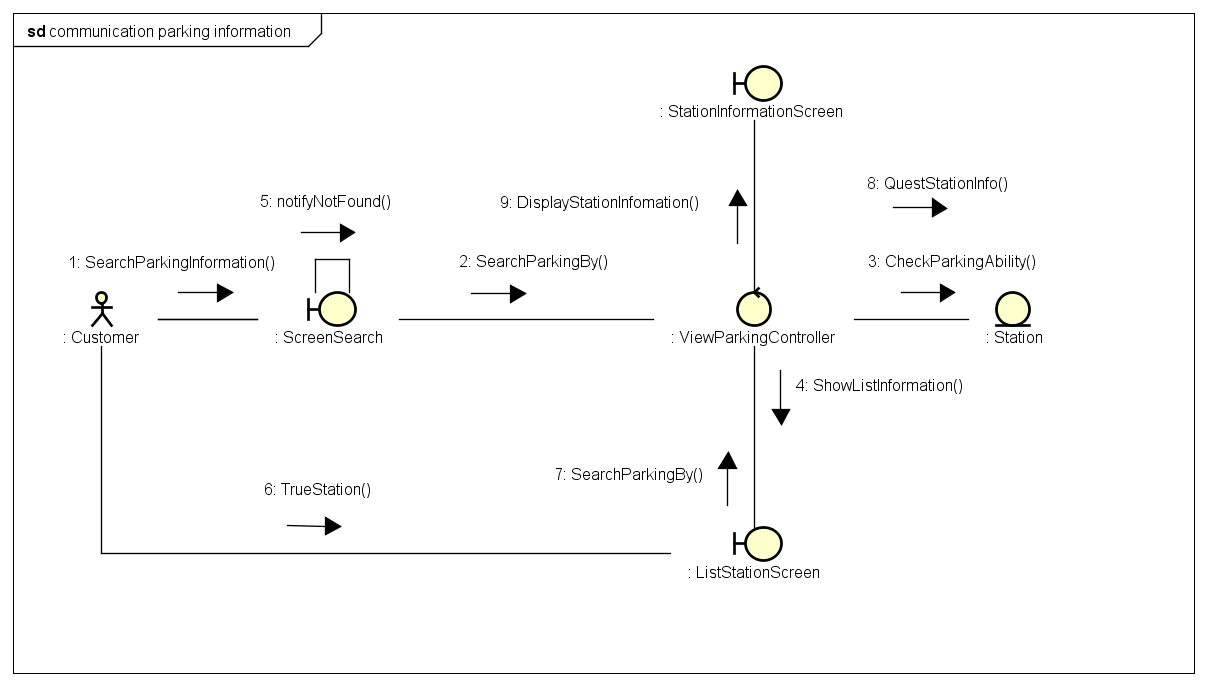 sd communication parking information
: StationInformationScreen
8: QuestStationInfo()
5: notifyNotFound()
9: DisplayStationInfomation()
1: SearchParkingInformation()
2: SearchParkingBy()
3: CheckParkingAbility()
: Customer
: ScreenSearch
: ViewParkingController
: Station
4: ShowListInformation()
7: SearchParkingBy()
6: TrueStation()
: ListStationScreen